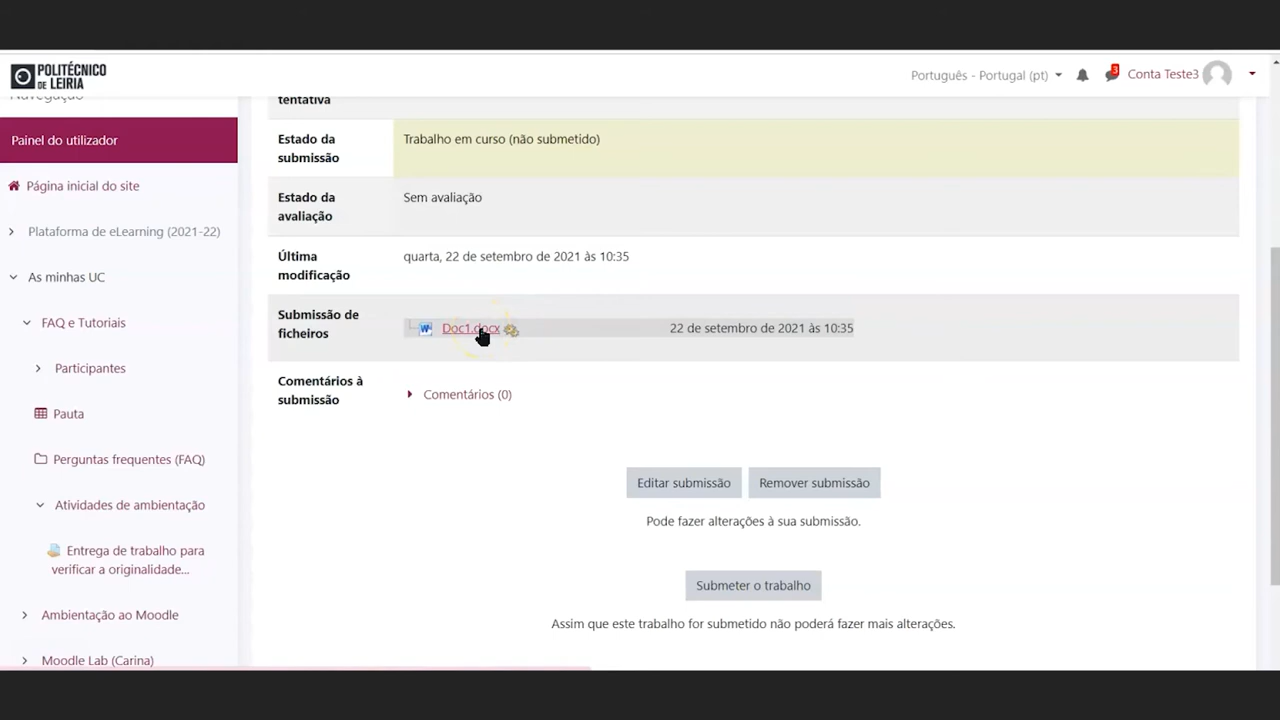 POLITÉCNICO
DE LEIRIA
Português - Portugal (pt)
3
Conta Teste3
Navegação
Painel do utilizador
Página inicial do site
Plataforma de eLearning (2021-22)
As minhas UC
FAQ e Tutoriais
Participantes
Pauta
Perguntas frequentes (FAQ)
Atividades de ambientação
Entrega de trabalho para
verificar a originalidade...
Ambientação ao Moodle
Moodle Lab (Carina)
tentativa
Estado da
submissão
Trabalho em curso (não submetido)
Estado da
avaliação
Sem avaliação
Última
modificação
quarta, 22 de setembro de 2021 às 10:35
Submissão de
ficheiros
Doc1.docx
22 de setembro de 2021 às 10:35
Comentários à
submissão
Comentários (0)
Editar submissão
Remover submissão
Pode fazer alterações à sua submissão.
Submeter o trabalho
Assim que este trabalho for submetido não poderá fazer mais alterações.